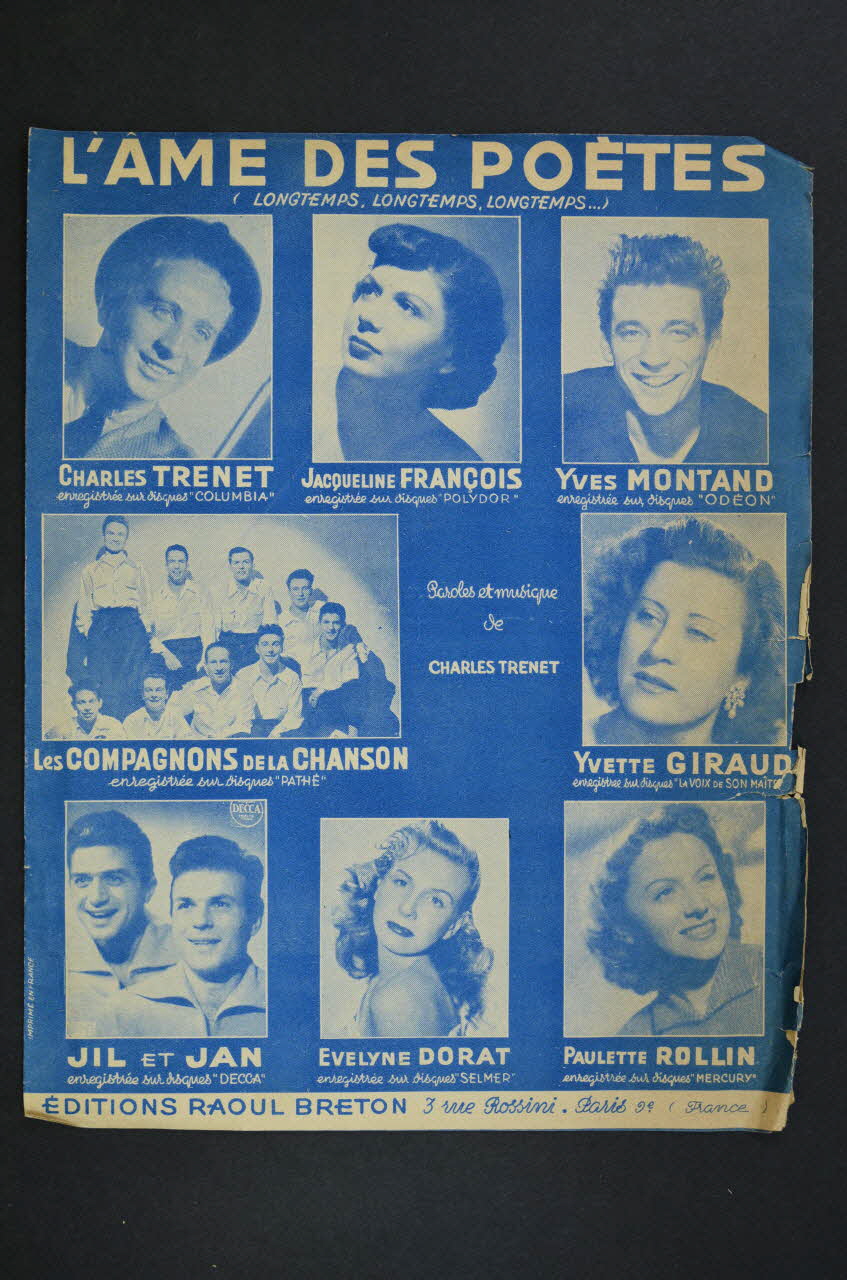 L'ÂME DES POÈTES
( LONGTEMPS, LONGTEMPS, LONGTEMPS...)
CHARLES TRENET
enregistrée sur disques "COLUMBIA"
JACQUELINE FRANÇOIS
enregistrée sur disques "POLYDOR"
YVES MONTAND
enregistrée sur disques "ODÉON"
Paroles et musique
de
CHARLES TRENET
LES COMPAGNONS DE LA CHANSON
enregistrée sur disques "PATHÉ"
YVETTE GIRAUD
enregistrée sur disques "LA VOIX DE SON MAÎT
DECCA
JIL ET JAN
enregistrée sur disques "DECCA"
EVELYNE DORAT
enregistrée sur disques "SELMER"
PAULETTE ROLLIN
enregistrée sur disques "MERCURY"
IMPRIMÉ EN FRANCE
ÉDITIONS RAOUL BRETON 3 rue Rossini . Paris 9e ( France )